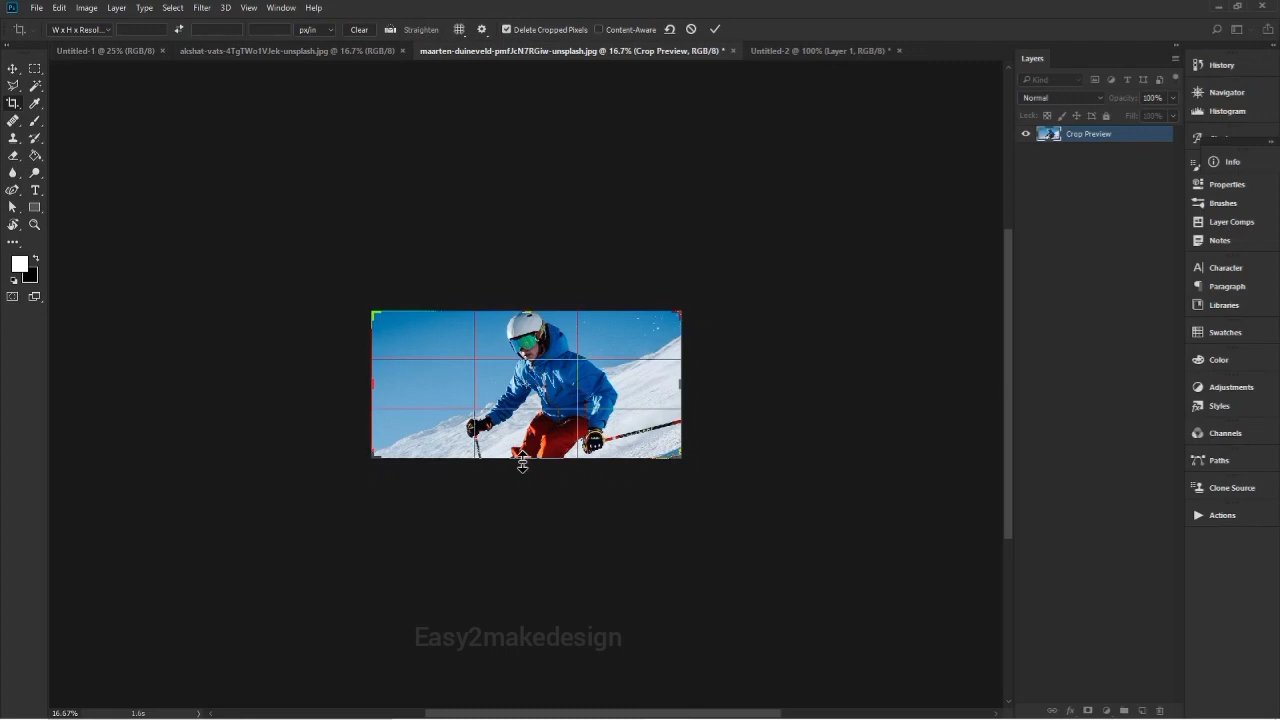 Ps File Edit Image Layer Type Select Filter 3D View Window Help
W x H x Resol... px/in Clear Straighten Delete Cropped Pixels Content-Aware
Untitled-1 @ 25% (RGB/8) × akshat-vats-4TgTWo1VJek-unsplash.jpg @ 16.7% (RGB/8) × maarten-duineveld-pmfJcN7RGiw-unsplash.jpg @ 16.7% (Crop Preview, RGB/8) * × Untitled-2 @ 100% (Layer 1, RGB/8) * ×
Layers
Kind
Normal Opacity: 100%
Lock: Fill: 100%
Crop Preview
History
Navigator
Histogram
Info
Properties
Brushes
Layer Comps
Notes
Character
Paragraph
Libraries
Swatches
Color
Adjustments
Styles
Channels
Paths
Clone Source
Actions
Easy2makedesign
16.67% 1.6s